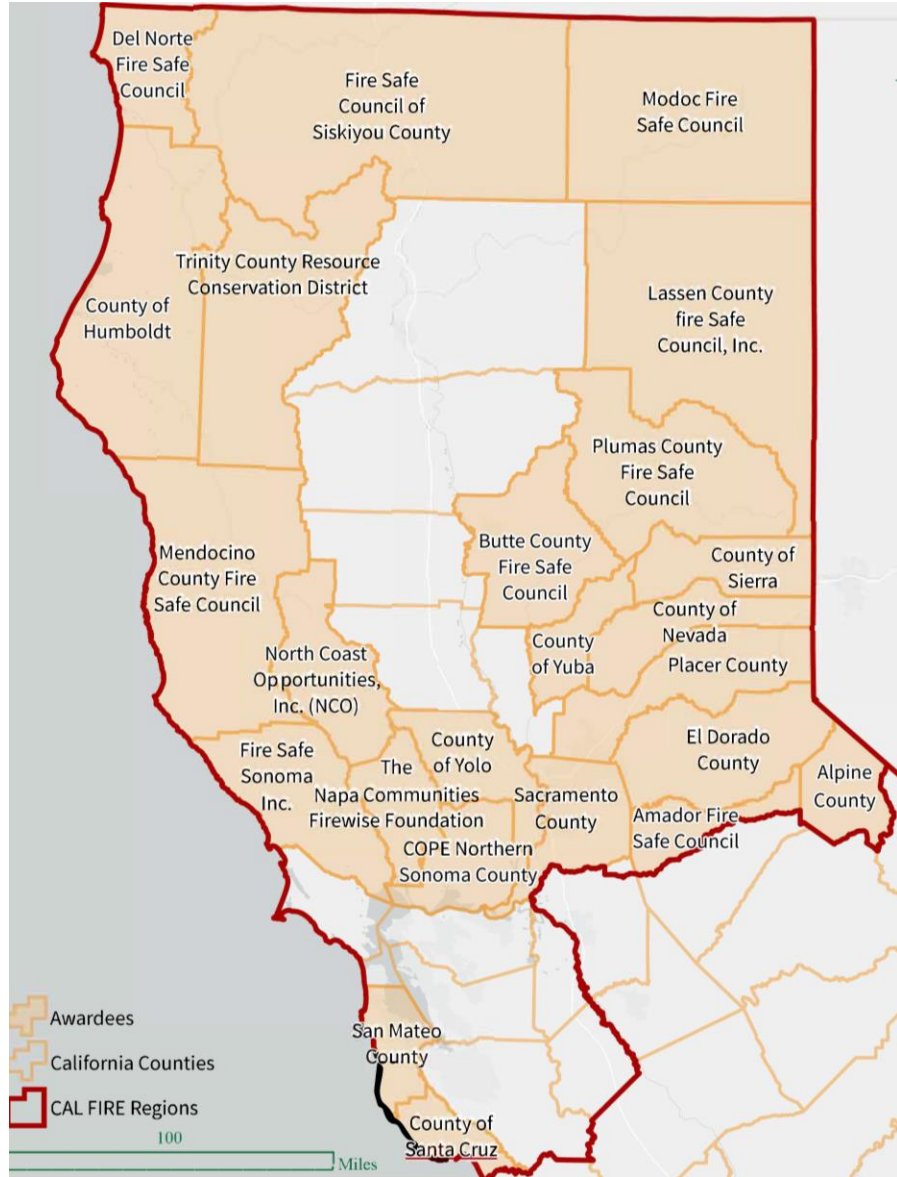 Del Norte
Fire Safe
Council
Fire Safe
Council of
Siskiyou County
Modoc Fire
Safe Council
Trinity County Resource
Conservation District
County of
Humboldt
Lassen County
fire Safe
Council, Inc.
Plumas County
Fire Safe
Council
Mendocino
County Fire
Safe Council
Butte County
Fire Safe
Council
County of
Sierra
County of
Nevada
County
of Yuba
Placer County
North Coast
Opportunities,
Inc. (NCO)
Fire Safe
Sonoma
Inc.
The
Napa Communities
Firewise Foundation
County
of Yolo
El Dorado
County
Alpine
County
Sacramento
County
Amador Fire
Safe Council
COPE Northern
Sonoma County
San Mateo
County
County of
Santa Cruz
Awardees
California Counties
CAL FIRE Regions
100
Miles